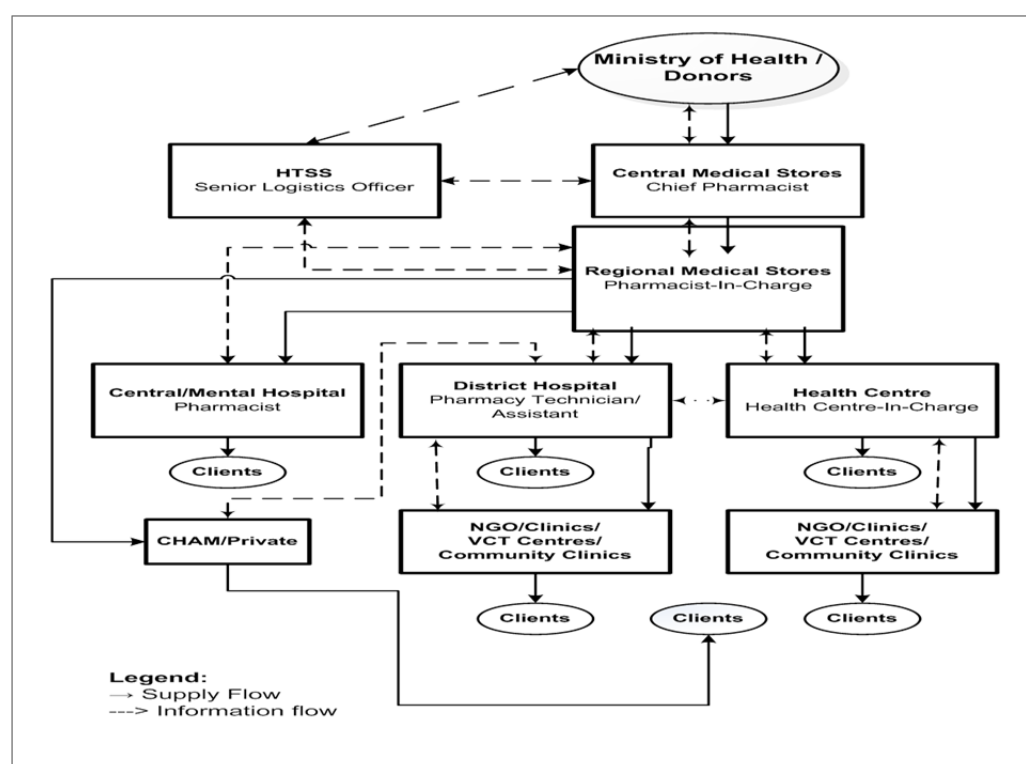 Ministry of Health /
Donors
HTSS
Senior Logistics Officer
Central Medical Stores
Chief Pharmacist
Regional Medical Stores
Pharmacist-In-Charge
Central/Mental Hospital
Pharmacist
District Hospital
Pharmacy Technician/
Assistant
Health Centre
Health Centre-In-Charge
Clients
Clients
Clients
CHAM/Private
NGO/Clinics/
VCT Centres/
Community Clinics
NGO/Clinics/
VCT Centres/
Community Clinics
Clients
Clients
Clients
Legend:
→ Supply Flow
---> Information flow